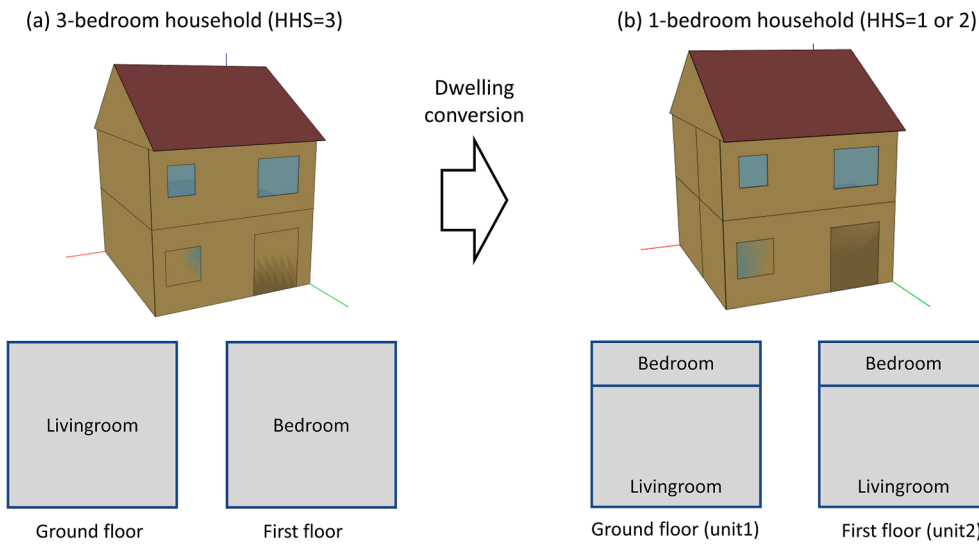 (a) 3-bedroom household (HHS=3)
(b) 1-bedroom household (HHS=1 or 2)
Dwelling
conversion
Livingroom
Bedroom
Bedroom
Bedroom
Livingroom
Livingroom
Ground floor
First floor
Ground floor (unit1)
First floor (unit2)